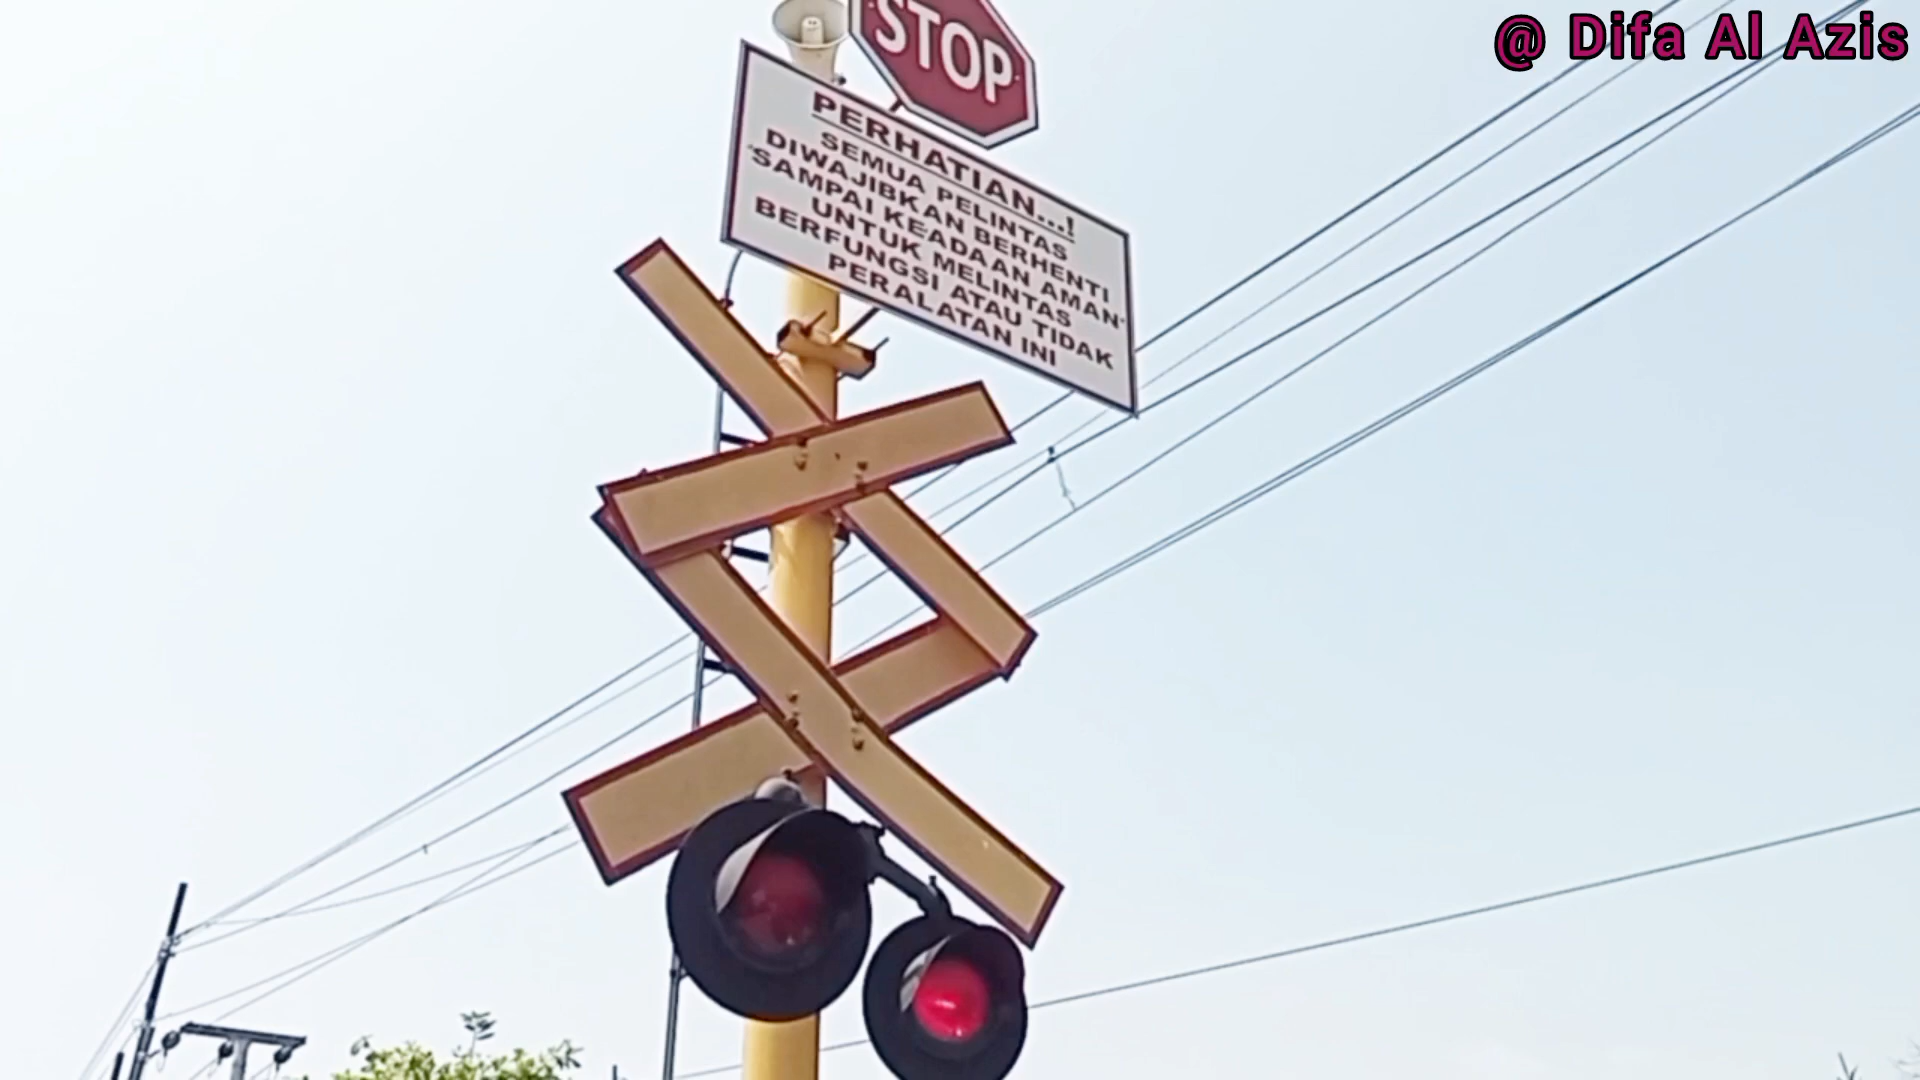 @ Difa Al Azis
STOP
PERHATIAN...!
SEMUA PELINTAS
DIWAJIBKAN BERHENTI
"SAMPAI KEADAAN AMAN"
UNTUK MELINTAS
BERFUNGSI ATAU TIDAK
PERALATAN INI